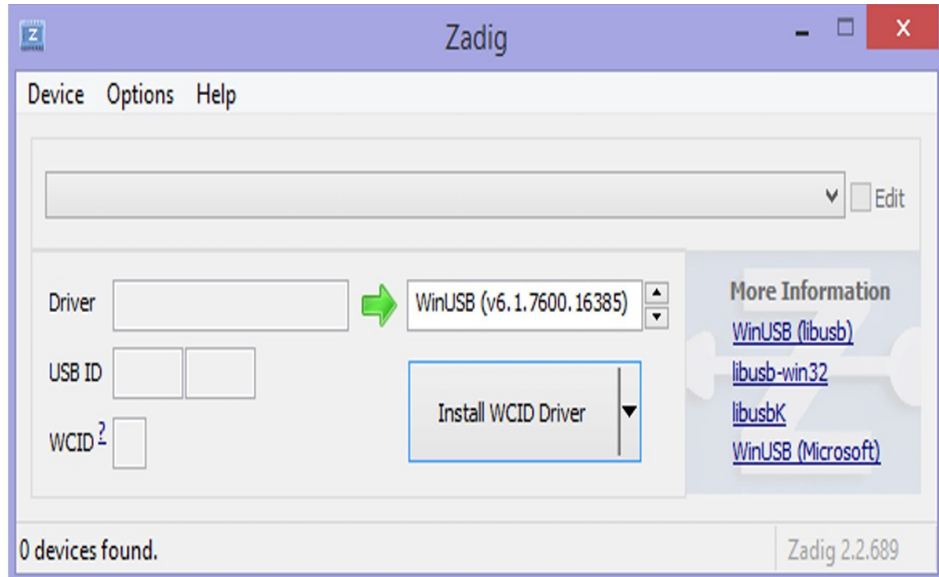 Z
Zadig
X
Device Options Help
Edit
Driver
WinUSB (v6.1.7600.16385)
More Information
WinUSB (libusb)
USB ID
libusb-win32
Install WCID Driver
libusbK
WCID ?
WinUSB (Microsoft)
0 devices found.
Zadig 2.2.689